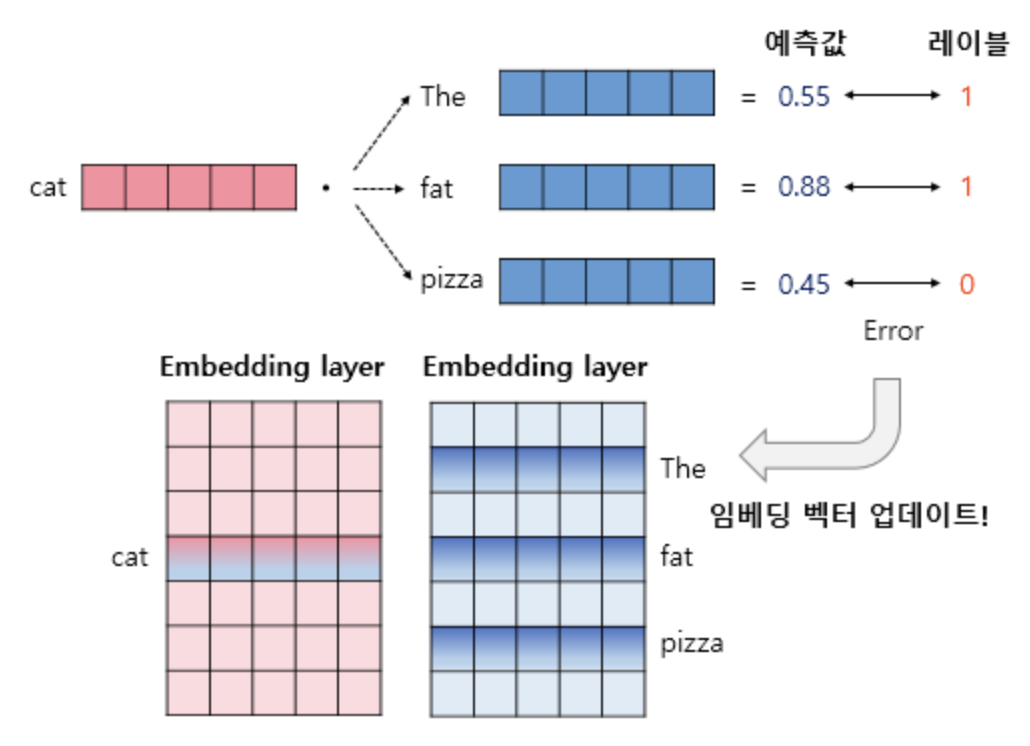 예측값 레이블
The = 0.55 1
cat fat = 0.88 1
pizza = 0.45 0
Error
Embedding layer Embedding layer
The
임베딩 벡터 업데이트!
cat fat
pizza